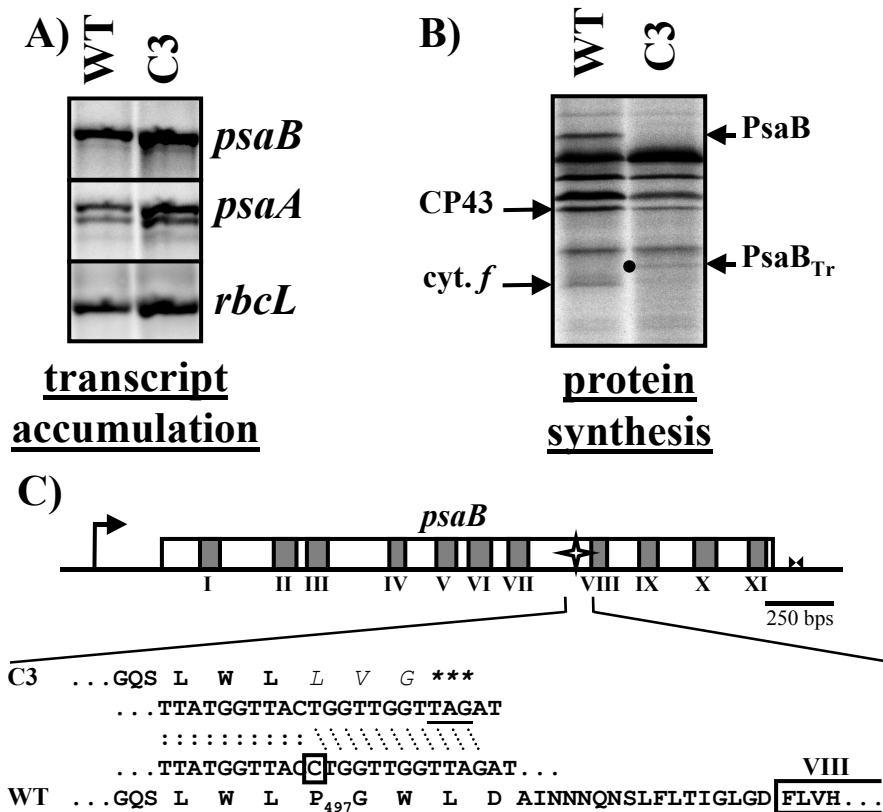 A)
WT C3
psaB
psaA
rbcL
transcript
accumulation
B)
WT C3
PsaB
CP43
PsaBTr
cyt. f
protein
synthesis
C)
psaB
I II III IV V VI VII VIII IX X XI
250 bps
C3 ...GQS L W L L V G ***
...TTATGGTTACTGGTTGGTTAGAT
TTATGGTTACCTGGTTGGTTAGAT...
VIII
WT ...GQS L W L P497G W L D AINNNQNSLFLTIGLGD FLVH...